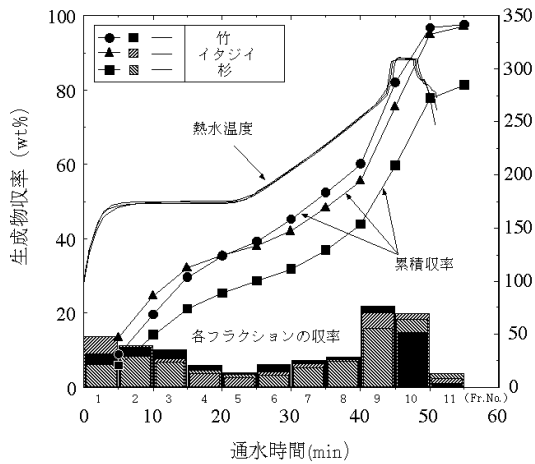 100
80
60
40
20
0
生成物収率 (wt%)
350
300
250
200
150
100
50
0
竹
イタジイ
杉
熱水温度
累積収率
各フラクションの収率
1 2 3 4 5 6 7 8 9 10 11 (Fr.No.)
0 10 20 30 40 50 60
通水時間(min)